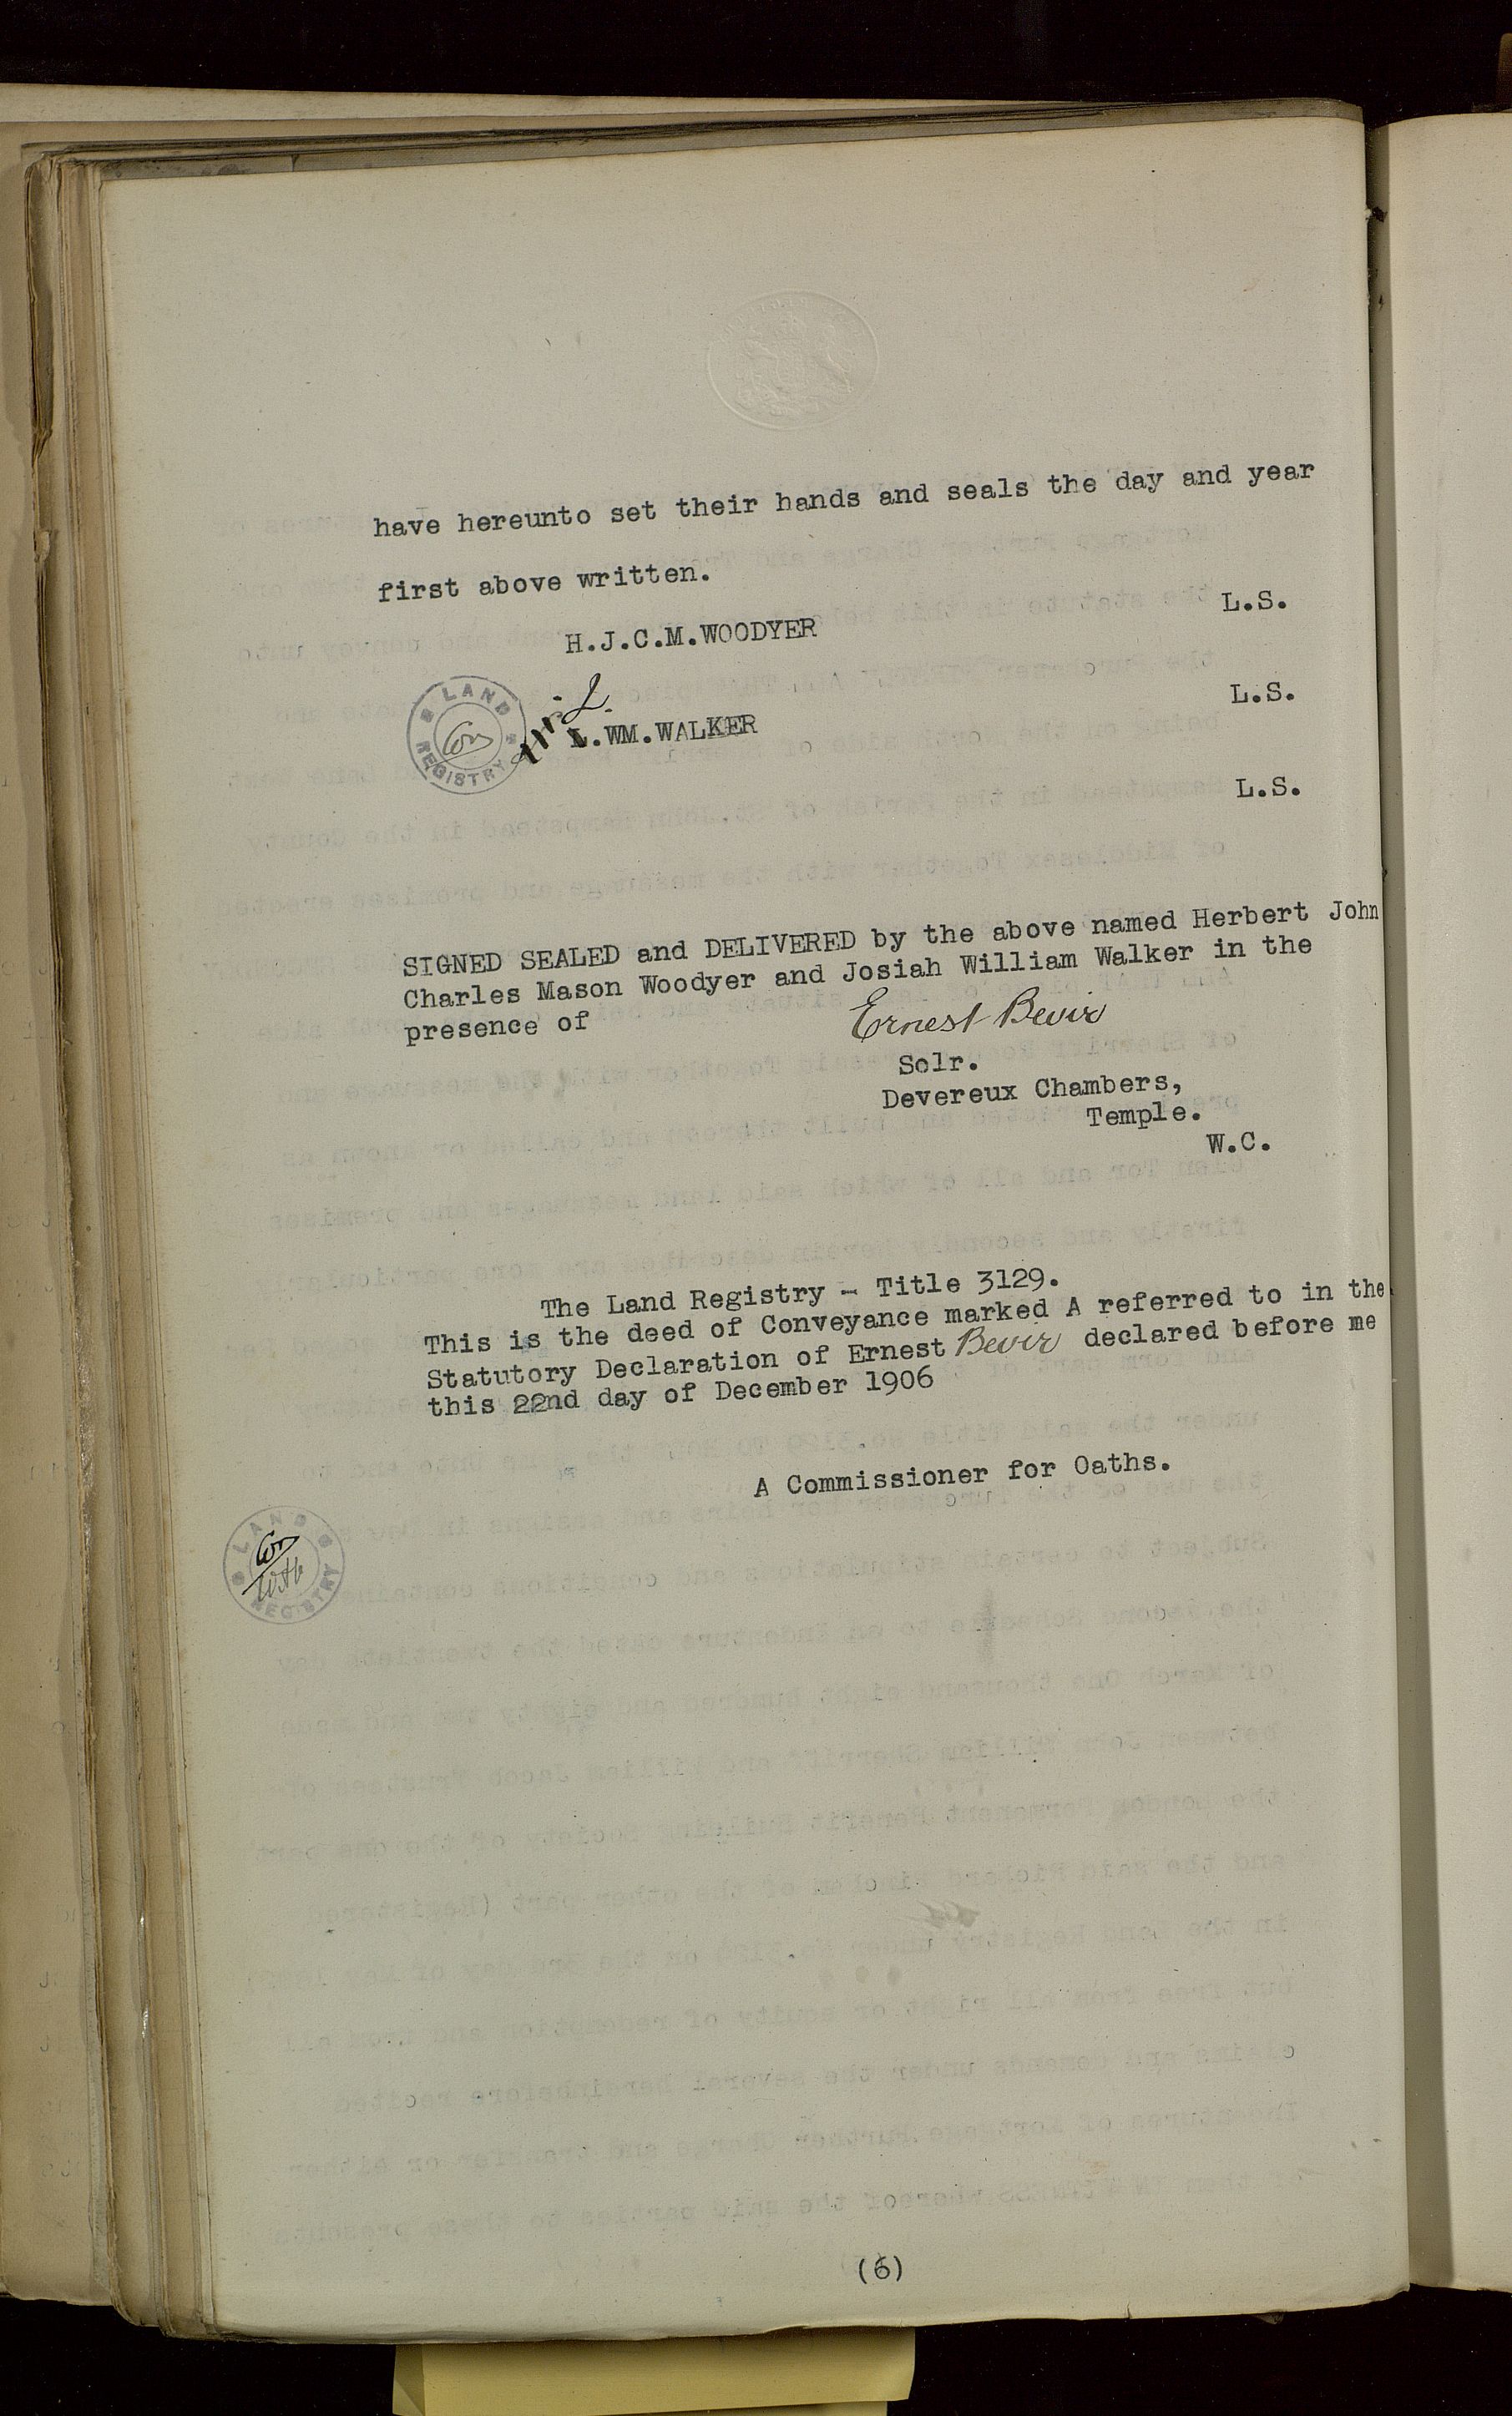 have hereunto set their hands and seals the day and year
first above written.
L.S.
H.J.C.M.WOODYER
L.S.
LAND REGISTRY
J.
L.WM.WALKER
L.S.
SIGNED SEALED and DELIVERED by the above named Herbert John
Charles Mason Woodyer and Josiah William Walker in the
presence of
Ernest Bevir
Solr.
Devereux Chambers,
Temple.
W.C.
The Land Registry - Title 3129.
This is the deed of Conveyance marked A referred to in the
Statutory Declaration of Ernest Bevir declared before me
this 22nd day of December 1906
A Commissioner for Oaths.
LAND REGISTRY
(6)